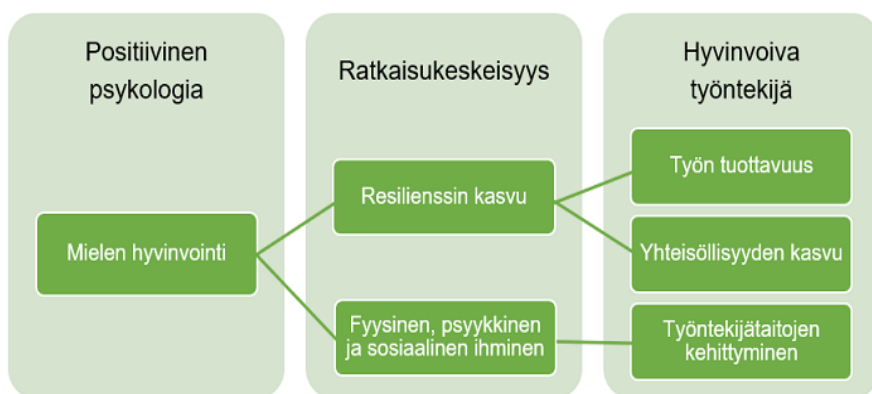 Positiivinen
psykologia
Ratkaisukeskeisyys
Hyvinvoiva
työntekijä
Mielen hyvinvointi
Resilienssin kasvu
Fyysinen, psyykkinen
ja sosiaalinen ihminen
Työn tuottavuus
Yhteisöllisyyden kasvu
Työntekijätaitojen
kehittyminen